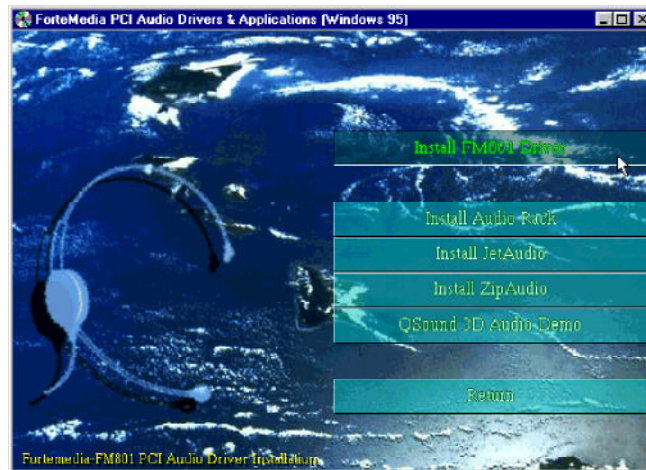 ForteMedia PCI Audio Drivers & Applications (Windows 95)
Install FM801 Driver
Install Audio Rack
Install JetAudio
Install ZipAudio
QSound 3D Audio Demo
Return
Fortemedia-FM801 PCI Audio Driver Installation